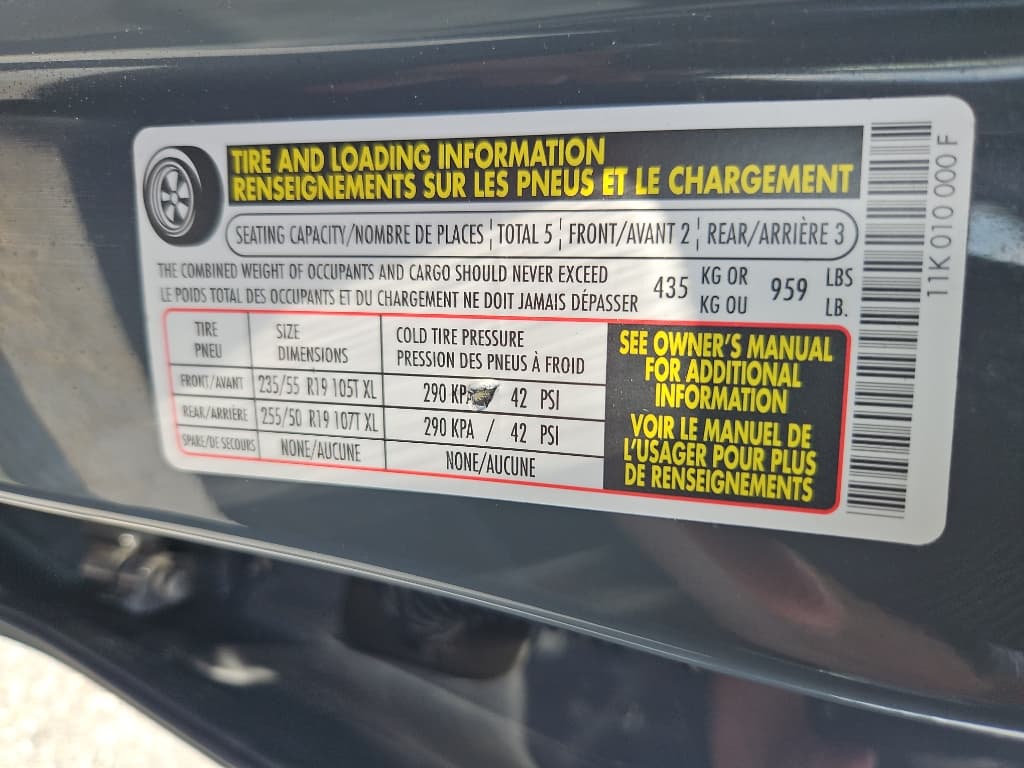 TIRE AND LOADING INFORMATION
RENSEIGNEMENTS SUR LES PNEUS ET LE CHARGEMENT
SEATING CAPACITY/NOMBRE DE PLACES ¦ TOTAL 5 ¦ FRONT/AVANT 2 ¦ REAR/ARRIÈRE 3
THE COMBINED WEIGHT OF OCCUPANTS AND CARGO SHOULD NEVER EXCEED 435 KG OR 959 LBS
LE POIDS TOTAL DES OCCUPANTS ET DU CHARGEMENT NE DOIT JAMAIS DÉPASSER KG OU LB.
TIRE SIZE COLD TIRE PRESSURE
PNEU DIMENSIONS PRESSION DES PNEUS À FROID
FRONT/AVANT 235/55 R19 105T XL 290 KPA 42 PSI
REAR/ARRIÈRE 255/50 R19 107T XL 290 KPA / 42 PSI
SPARE/DE SECOURS NONE/AUCUNE NONE/AUCUNE
SEE OWNER'S MANUAL
FOR ADDITIONAL
INFORMATION
VOIR LE MANUEL DE
L'USAGER POUR PLUS
DE RENSEIGNEMENTS
11K 010 000 F